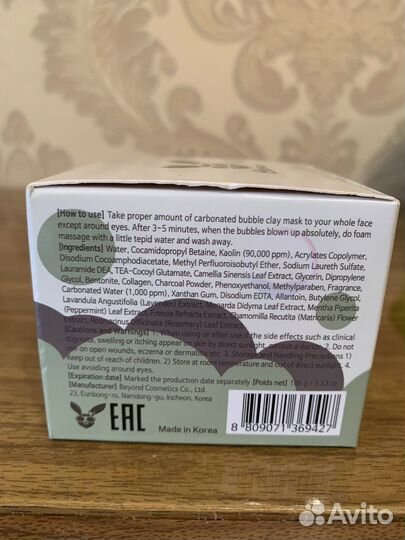 [How to use] Take proper amount of carbonated bubble clay mask to your whole face
except around eyes. After 3~5 minutes, when the bubbles blown up absolutely, do foam
massage with a little tepid water and wash away.
[Ingredients] Water, Cocamidopropyl Betaine, Kaolin (90,000 ppm), Acrylates Copolymer,
Disodium Cocoamphodiacetate, Methyl Perfluoroisobutyl Ether, Sodium Laureth Sulfate,
Lauramide DEA, TEA-Cocoyl Glutamate, Camellia Sinensis Leaf Extract, Glycerin, Dipropylene
Glycol, Bentonite, Collagen, Charcoal Powder, Phenoxyethanol, Methylparaben, Fragrance,
Carbonated Water (1,000 ppm), Xanthan Gum, Disodium EDTA, Allantoin, Butylene Glycol,
Lavandula Angustifolia (Lavender) Extract, Monarda Didyma Leaf Extract, Mentha Piperita
(Peppermint) Leaf Extract, Freesia Refracta Extract, Chamomilla Recutita (Matricaria) Flower
Extract, Rosmarinus Officinalis (Rosemary) Leaf Extract
[Cautions and Warnings] 1. When using or after use if the side effects such as clinical
stigmata, swelling or itching appear on skin by direct sunlight, consult a doctor. 2. Do not
use on open wounds, eczema or dermatitis etc. 3. Storage and Handling Precautions 1)
Keep out of reach of children. 2) Store at room temperature and out of direct sunlight. 4.
Use avoiding around eyes.
[Expiration date] Marked the production date separately [Poids net] 100 g / 3.53 oz
[Manufacturer] Beyond Cosmetics Co., Ltd.
23, Eunbong-ro, Namdong-gu, Incheon, Korea
EAC
Made in Korea
8 809071 369427
Avito